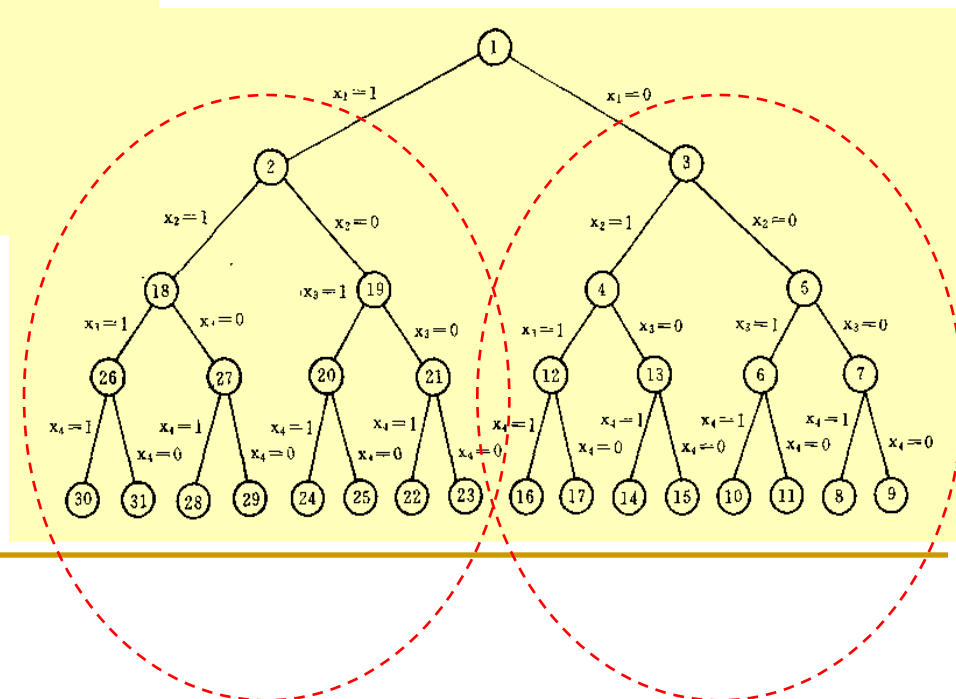 1
x₁=1 x₁=0
2 3
x₂=1 x₂=0 x₂=1 x₂=0
18 x₃=1 19 4 5
x₃=1 x₃=0 x₃=0 x₃=1 x₃=0 x₃=1 x₃=0
26 27 20 21 12 13 6 7
x₄=1 x₄=1 x₄=1 x₄=1 x₄=1 x₄=1 x₄=1 x₄=1
x₄=0 x₄=0 x₄=0 x₄=0 x₄=0 x₄=0 x₄=0 x₄=0
30 31 28 29 24 25 22 23 16 17 14 15 10 11 8 9